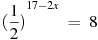 (1/2)^{17-2x} = 8